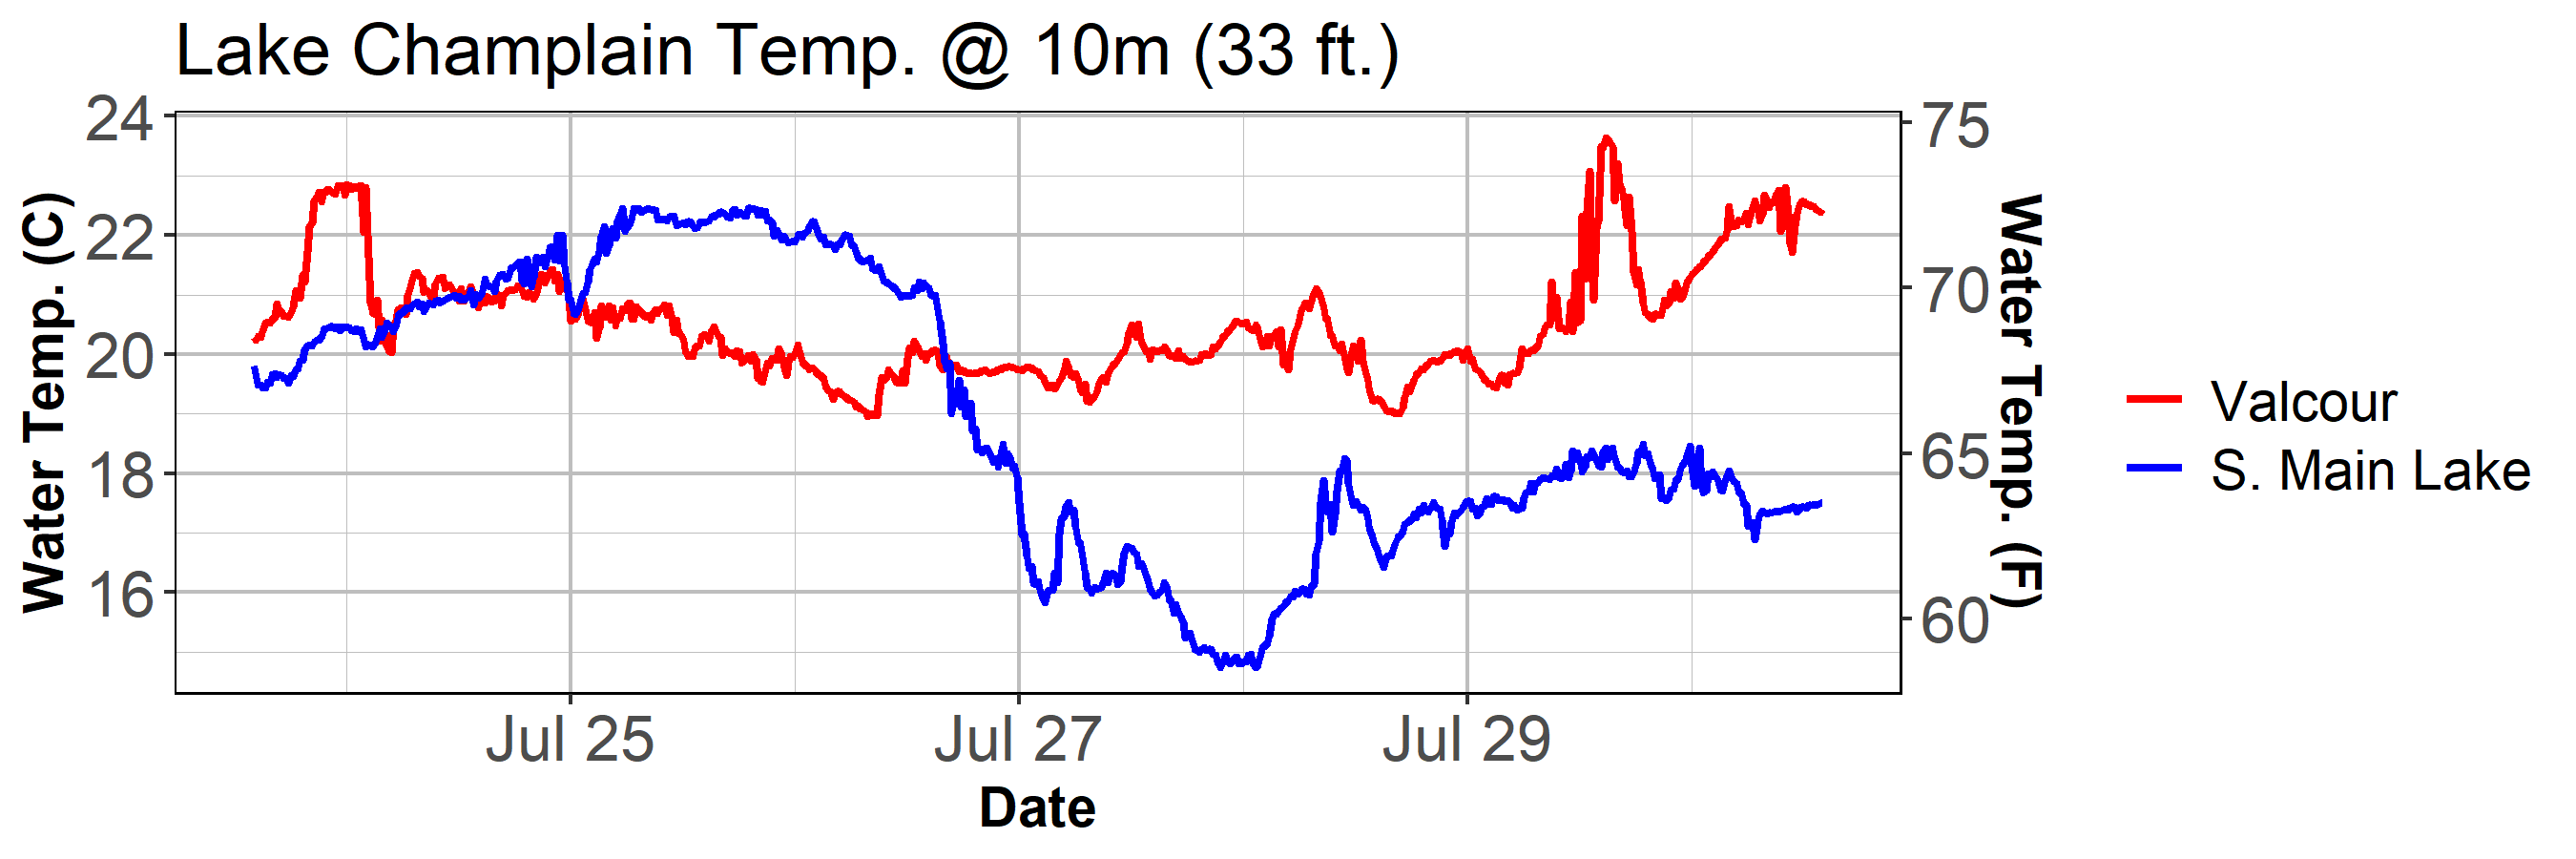 Lake Champlain Temp. @ 10m (33 ft.)
Water Temp. (C)
24
22
20
18
16
75
70
65
60
Water Temp. (F)
Jul 25
Jul 27
Jul 29
Date
Valcour
S. Main Lake